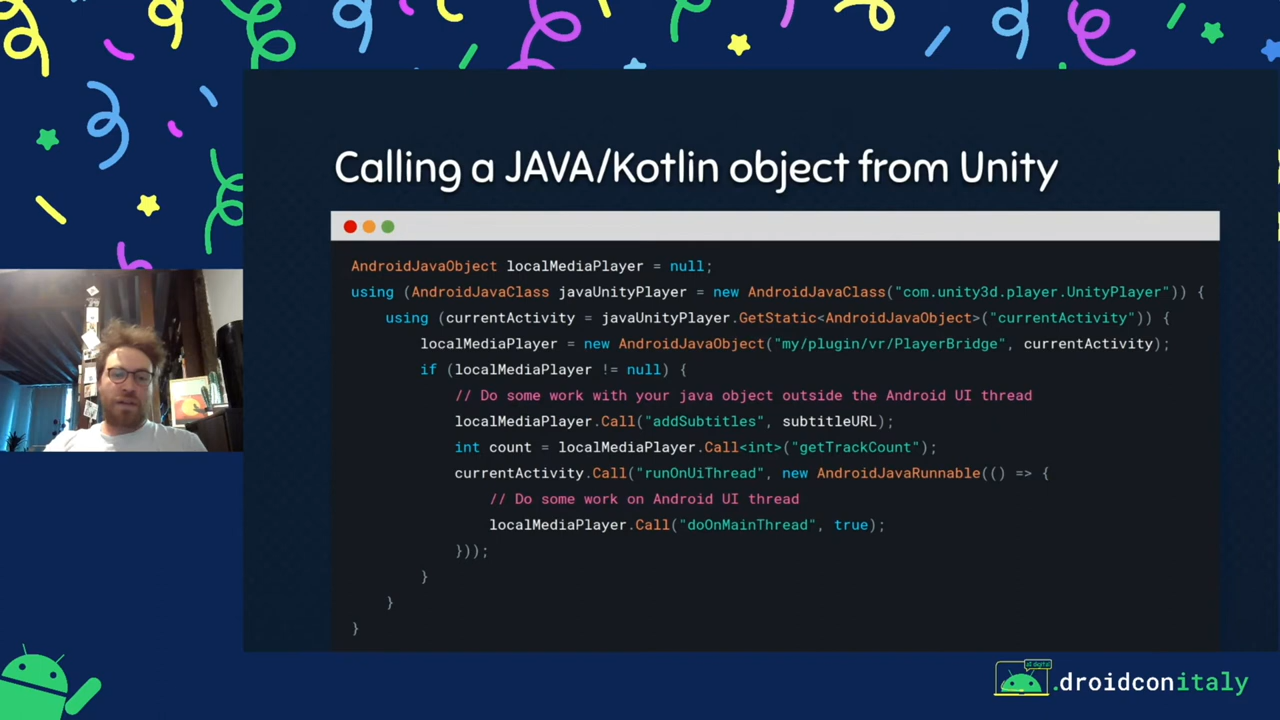 Calling a JAVA/Kotlin object from Unity
AndroidJavaObject localMediaPlayer = null;
using (AndroidJavaClass javaUnityPlayer = new AndroidJavaClass("com.unity3d.player.UnityPlayer")) {
using (currentActivity = javaUnityPlayer.GetStatic<AndroidJavaObject>("currentActivity")) {
localMediaPlayer = new AndroidJavaObject("my/plugin/vr/PlayerBridge", currentActivity);
if (localMediaPlayer != null) {
// Do some work with your java object outside the Android UI thread
localMediaPlayer.Call("addSubtitles", subtitleURL);
int count = localMediaPlayer.Call<int>("getTrackCount");
currentActivity.Call("runOnUiThread", new AndroidJavaRunnable(() => {
// Do some work on Android UI thread
localMediaPlayer.Call("doOnMainThread", true);
}));
}
}
}
.droidconitaly